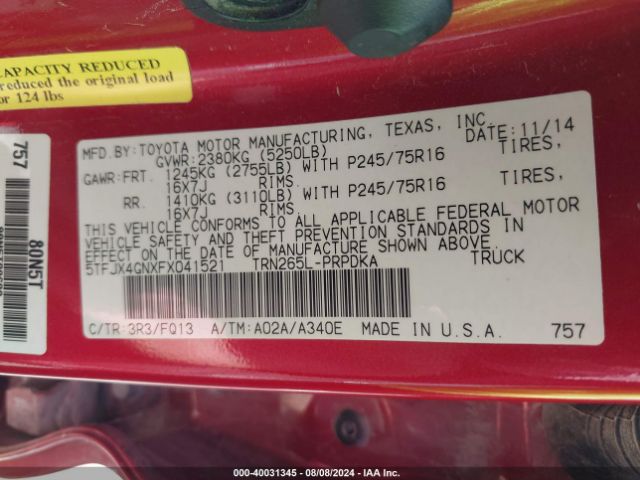 CAPACITY REDUCED
reduced the original load
or 124 lbs
757
80N5T
MFD.BY:TOYOTA MOTOR MANUFACTURING, TEXAS, INC.
GVWR:2380KG (5250LB) DATE:11/14
GAWR:FRT. 1245KG (2755LB) WITH P245/75R16 TIRES,
16X7J RIMS.
RR. 1410KG (3110LB) WITH P245/75R16 TIRES,
16X7J RIMS.
THIS VEHICLE CONFORMS TO ALL APPLICABLE FEDERAL MOTOR
VEHICLE SAFETY AND THEFT PREVENTION STANDARDS IN
EFFECT ON THE DATE OF MANUFACTURE SHOWN ABOVE.
5TFJX4GNXFX041521 TRN265L-PRPDKA TRUCK
C/TR:3R3/FQ13 A/TM:A02A/A340E MADE IN U.S.A. 757
000-40031345 - 08/08/2024 - IAA Inc.